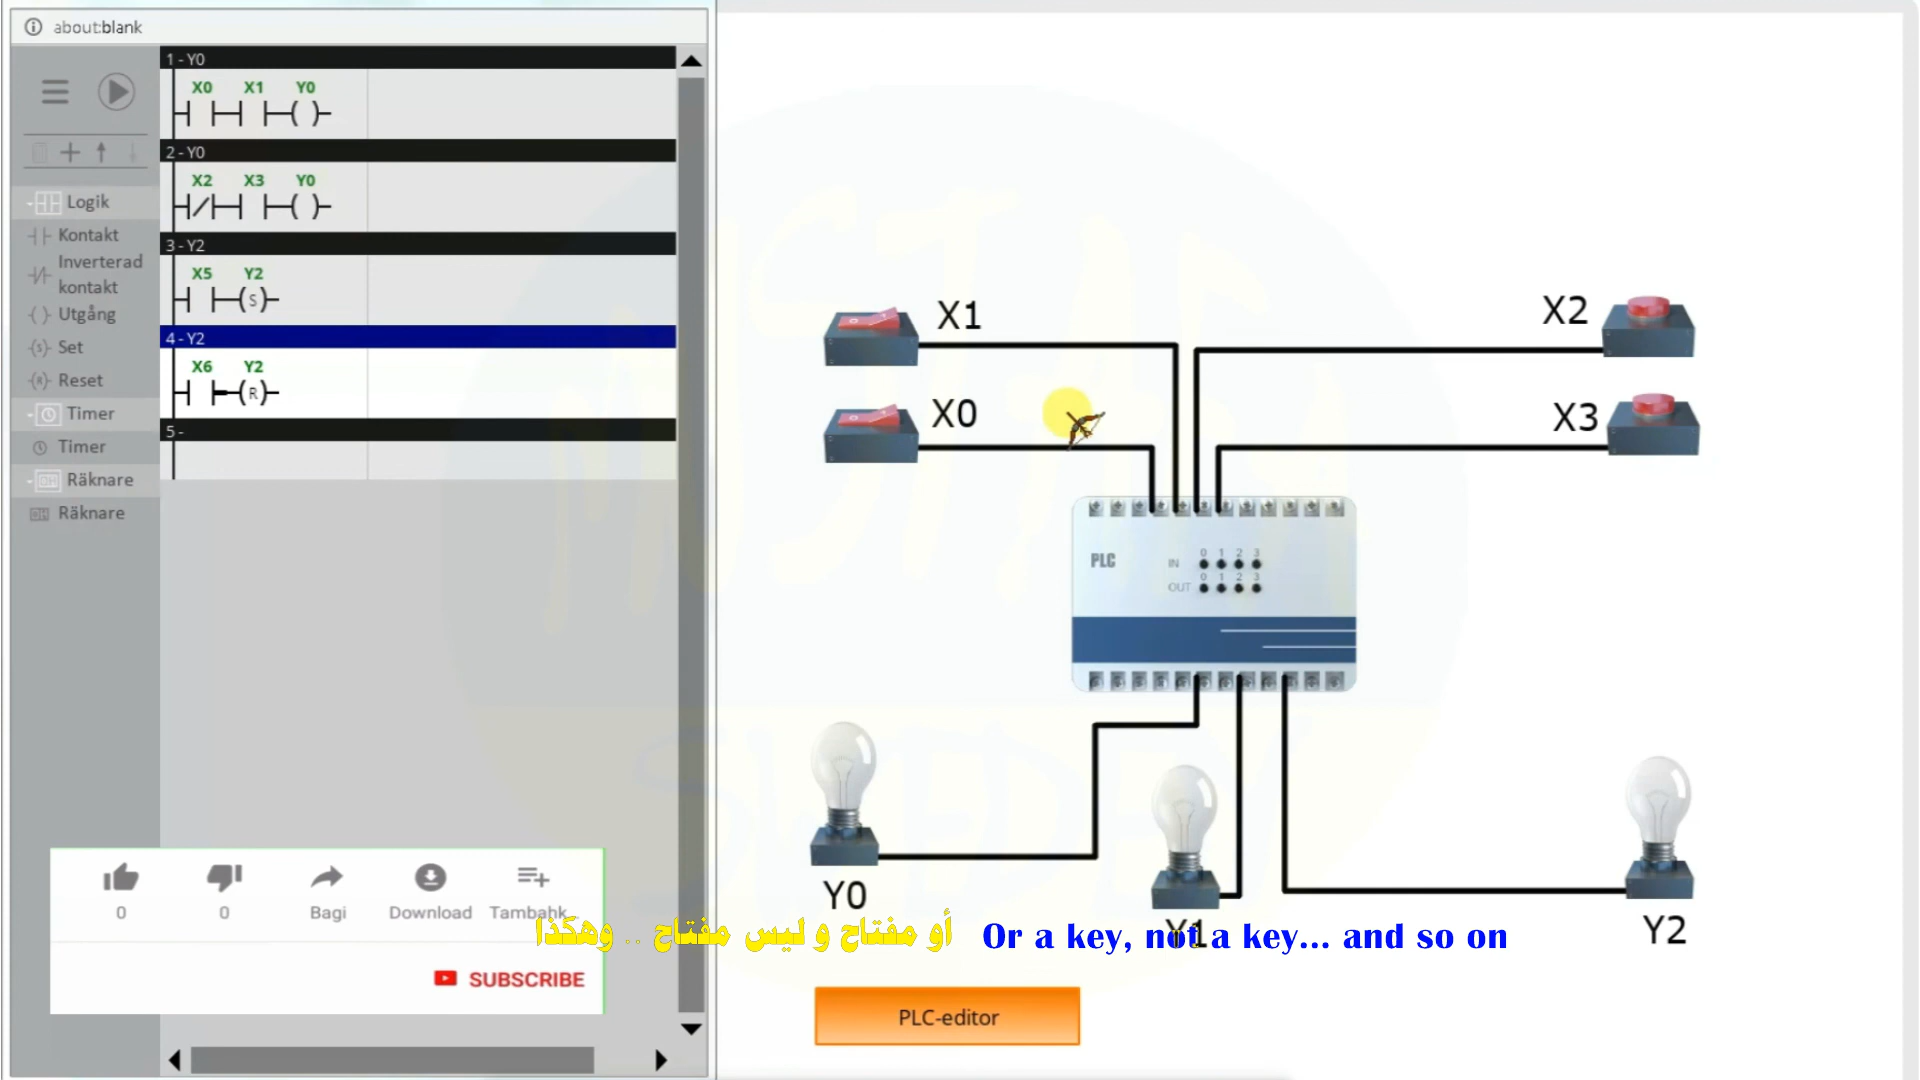 about:blank
1 - Y0
X0 X1 Y0
2 - Y0
X2 X3 Y0
3 - Y2
X5 Y2
S
4 - Y2
X6 Y2
R
5 -
Logik
Kontakt
Inverterad
kontakt
Utgång
Set
Reset
Timer
Timer
Räknare
Räknare
X1
X0
X2
X3
PLC
IN 0 1 2 3
OUT 0 1 2 3
Y0
Y1
Y2
0
0
Bagi
Download
Tambahk
SUBSCRIBE
أو مفتاح و ليس مفتاح .. وهكذا
Or a key, not a key... and so on
PLC-editor